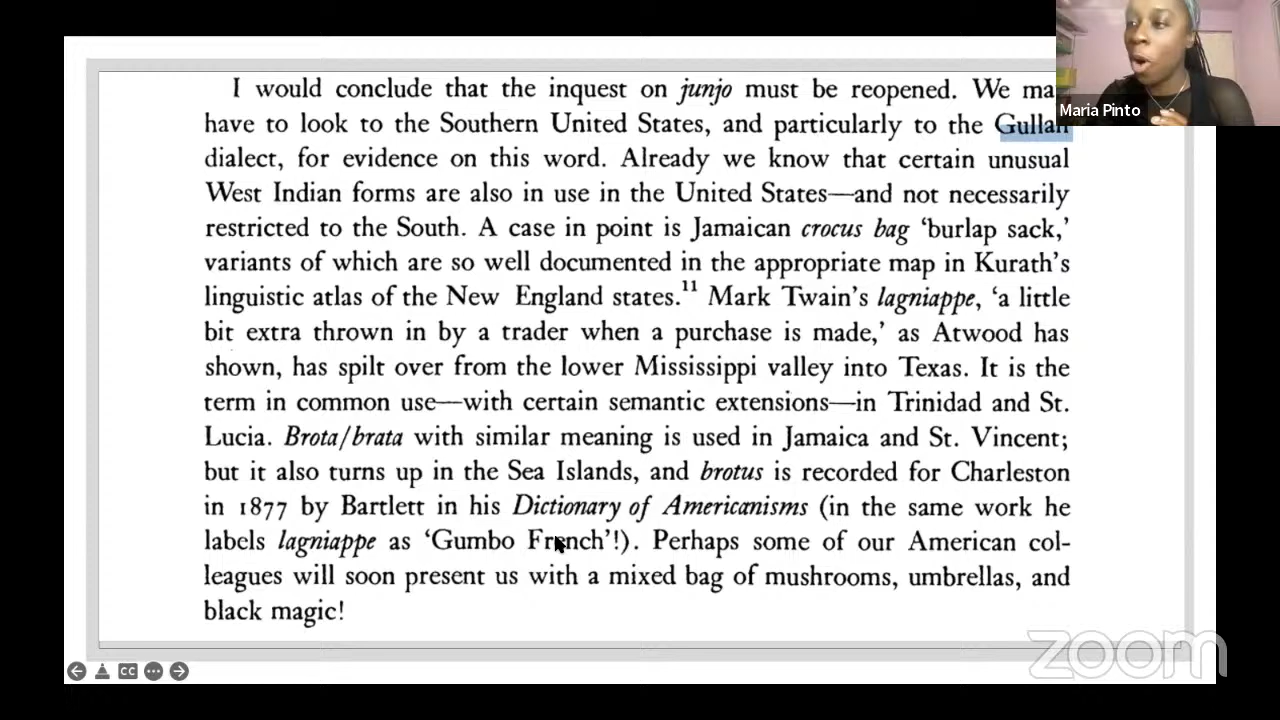 I would conclude that the inquest on junjo must be reopened. We ma
have to look to the Southern United States, and particularly to the Gullah
dialect, for evidence on this word. Already we know that certain unusual
West Indian forms are also in use in the United States—and not necessarily
restricted to the South. A case in point is Jamaican crocus bag ‘burlap sack,’
variants of which are so well documented in the appropriate map in Kurath’s
linguistic atlas of the New England states.11 Mark Twain’s lagniappe, ‘a little
bit extra thrown in by a trader when a purchase is made,’ as Atwood has
shown, has spilt over from the lower Mississippi valley into Texas. It is the
term in common use—with certain semantic extensions—in Trinidad and St.
Lucia. Brota/brata with similar meaning is used in Jamaica and St. Vincent;
but it also turns up in the Sea Islands, and brotus is recorded for Charleston
in 1877 by Bartlett in his Dictionary of Americanisms (in the same work he
labels lagniappe as ‘Gumbo French’!). Perhaps some of our American col-
leagues will soon present us with a mixed bag of mushrooms, umbrellas, and
black magic!
Maria Pinto
CC
zoom